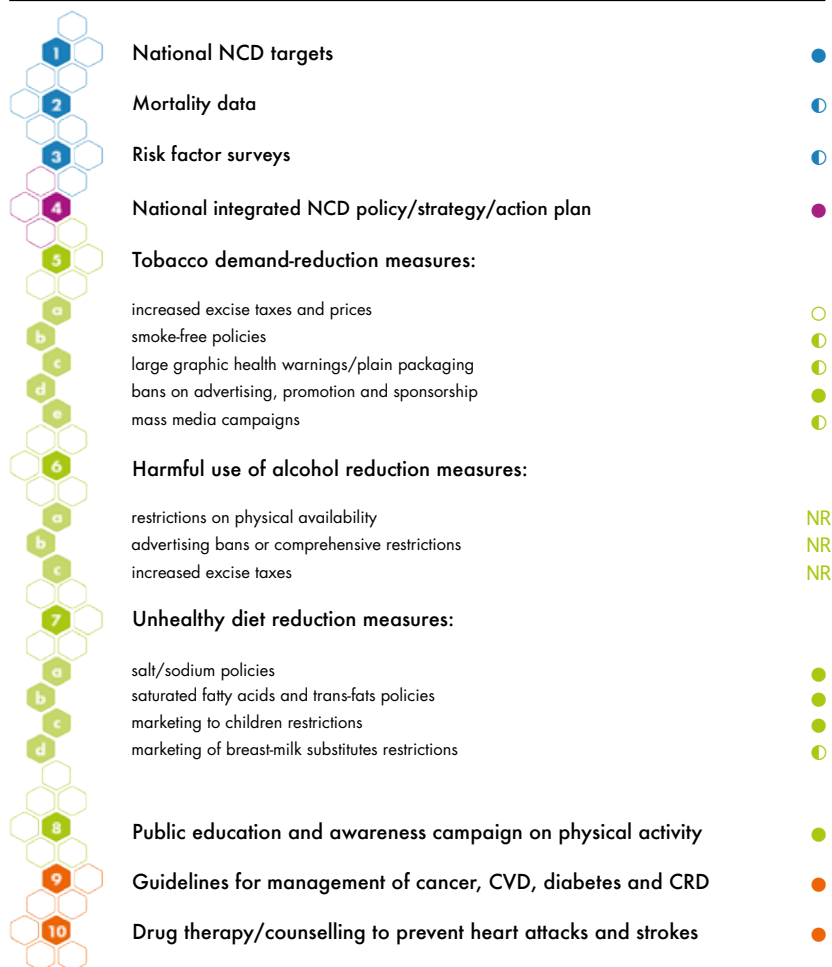 1 National NCD targets ●
2 Mortality data ◐
3 Risk factor surveys ◐
4 National integrated NCD policy/strategy/action plan ●
5 Tobacco demand-reduction measures:
a increased excise taxes and prices ○
b smoke-free policies ◐
c large graphic health warnings/plain packaging ◐
d bans on advertising, promotion and sponsorship ●
e mass media campaigns ◐
6 Harmful use of alcohol reduction measures:
a restrictions on physical availability NR
b advertising bans or comprehensive restrictions NR
c increased excise taxes NR
7 Unhealthy diet reduction measures:
a salt/sodium policies ●
b saturated fatty acids and trans-fats policies ●
c marketing to children restrictions ●
d marketing of breast-milk substitutes restrictions ◐
8 Public education and awareness campaign on physical activity ●
9 Guidelines for management of cancer, CVD, diabetes and CRD ●
10 Drug therapy/counselling to prevent heart attacks and strokes ●